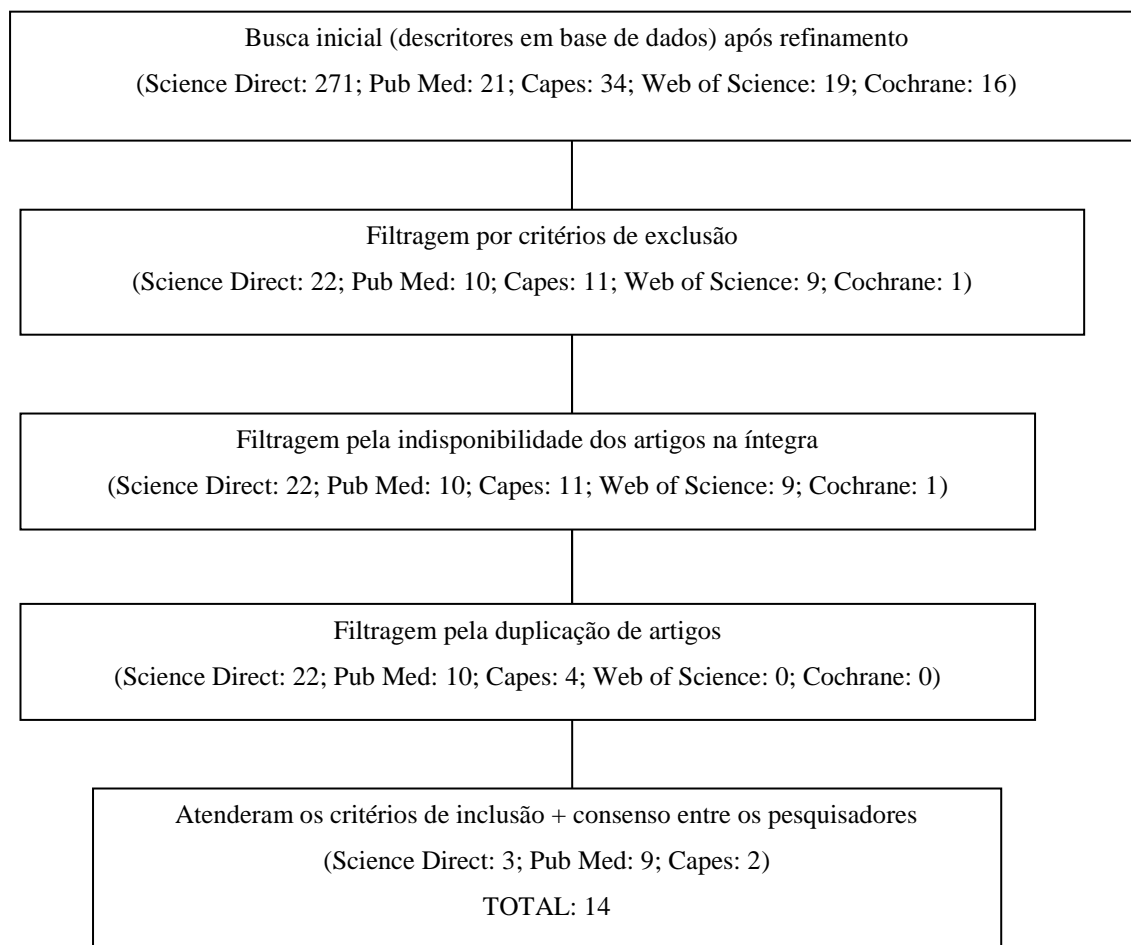 Busca inicial (descritores em base de dados) após refinamento
(Science Direct: 271; Pub Med: 21; Capes: 34; Web of Science: 19; Cochrane: 16)
Filtragem por critérios de exclusão
(Science Direct: 22; Pub Med: 10; Capes: 11; Web of Science: 9; Cochrane: 1)
Filtragem pela indisponibilidade dos artigos na íntegra
(Science Direct: 22; Pub Med: 10; Capes: 11; Web of Science: 9; Cochrane: 1)
Filtragem pela duplicação de artigos
(Science Direct: 22; Pub Med: 10; Capes: 4; Web of Science: 0; Cochrane: 0)
Atenderam os critérios de inclusão + consenso entre os pesquisadores
(Science Direct: 3; Pub Med: 9; Capes: 2)
TOTAL: 14